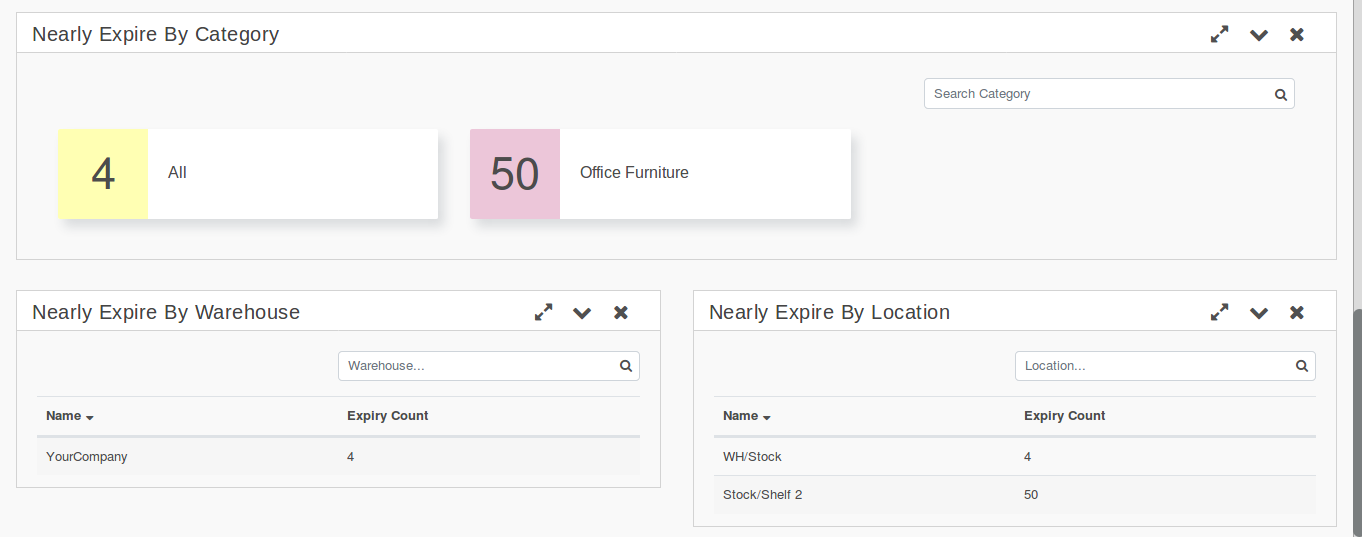 Nearly Expire By Category
Search Category
4 All
50 Office Furniture
Nearly Expire By Warehouse
Warehouse...
Name Expiry Count
YourCompany 4
Nearly Expire By Location
Location...
Name Expiry Count
WH/Stock 4
Stock/Shelf 2 50